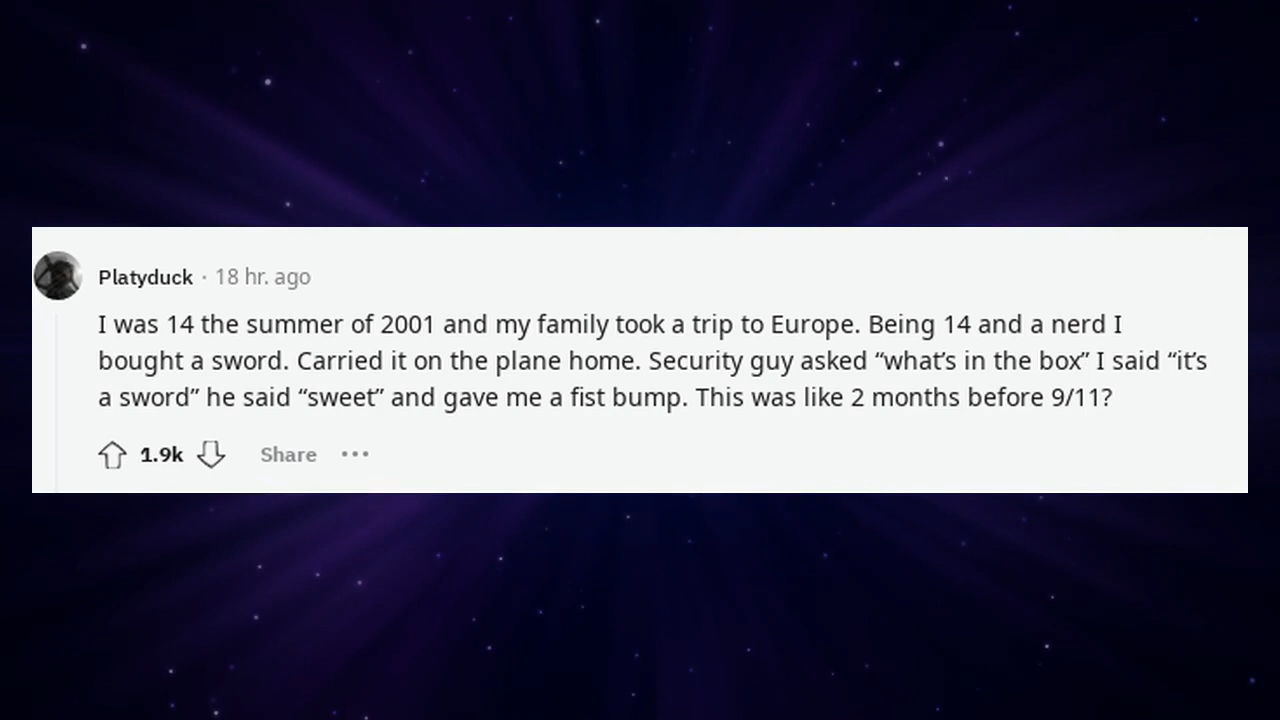 Platyduck · 18 hr. ago
I was 14 the summer of 2001 and my family took a trip to Europe. Being 14 and a nerd I
bought a sword. Carried it on the plane home. Security guy asked “what’s in the box” I said “it’s
a sword” he said “sweet” and gave me a fist bump. This was like 2 months before 9/11?
1.9k Share •••